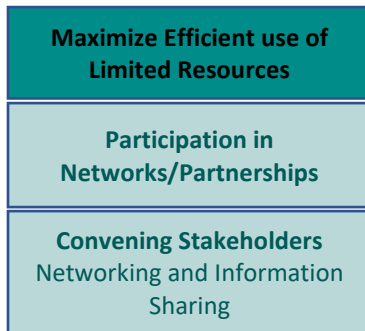 Maximize Efficient use of
Limited Resources
Participation in
Networks/Partnerships
Convening Stakeholders
Networking and Information
Sharing